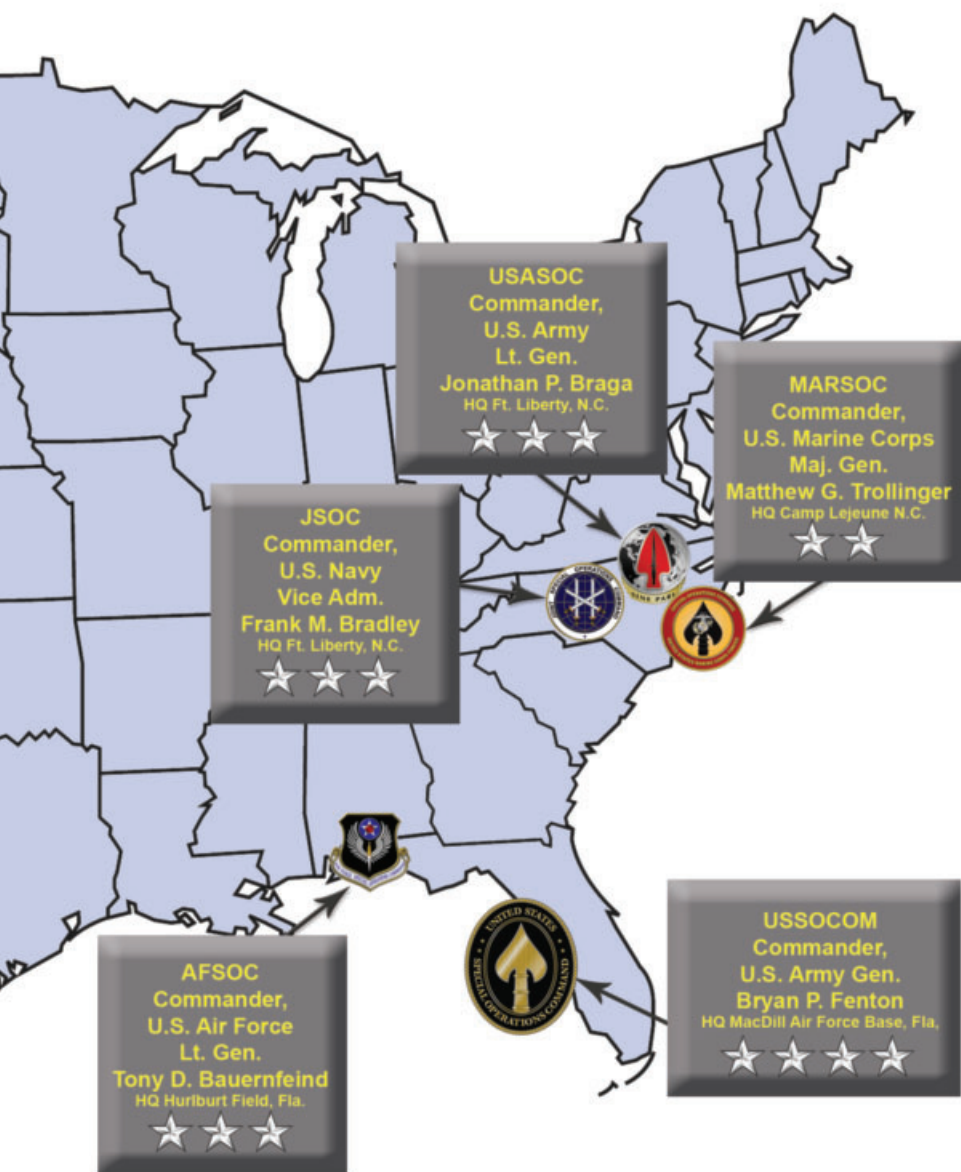 USASOC
Commander,
U.S. Army
Lt. Gen.
Jonathan P. Braga
HQ Ft. Liberty, N.C.
MARSOC
Commander,
U.S. Marine Corps
Maj. Gen.
Matthew G. Trollinger
HQ Camp Lejeune N.C.
JSOC
Commander,
U.S. Navy
Vice Adm.
Frank M. Bradley
HQ Ft. Liberty, N.C.
UNITED STATES
SPECIAL OPERATIONS COMMAND
USSOCOM
Commander,
U.S. Army Gen.
Bryan P. Fenton
HQ MacDill Air Force Base, Fla,
AFSOC
Commander,
U.S. Air Force
Lt. Gen.
Tony D. Bauernfeind
HQ Hurlburt Field, Fla.